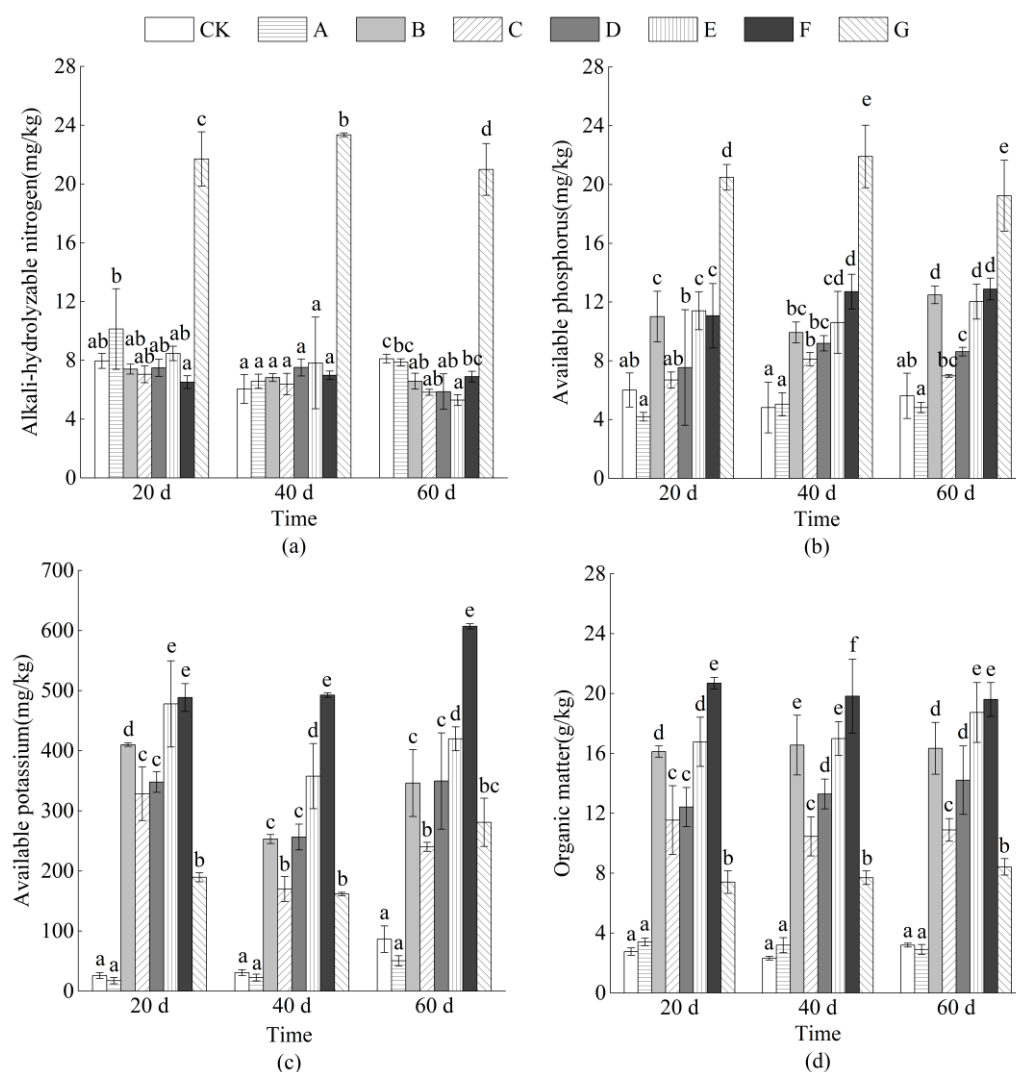 CK A B C D E F G
Alkali-hydrolyzable nitrogen(mg/kg)
28
24
20
16
12
8
4
0
ab b ab ab ab ab a c
a a a a a a a b
c bc ab ab ab a bc d
20 d 40 d 60 d
Time
(a)
Available phosphorus(mg/kg)
28
24
20
16
12
8
4
0
ab a c ab b c c d
a a bc b bc cd d e
ab a d bc c d d e
20 d 40 d 60 d
Time
(b)
Available potassium(mg/kg)
700
600
500
400
300
200
100
0
a a d c c e e b
a a c b c d e b
a a c b c d e bc
20 d 40 d 60 d
Time
(c)
Organic matter(g/kg)
28
24
20
16
12
8
4
0
a a d c c d e b
a a e c d e f b
a a d c d e e b
20 d 40 d 60 d
Time
(d)